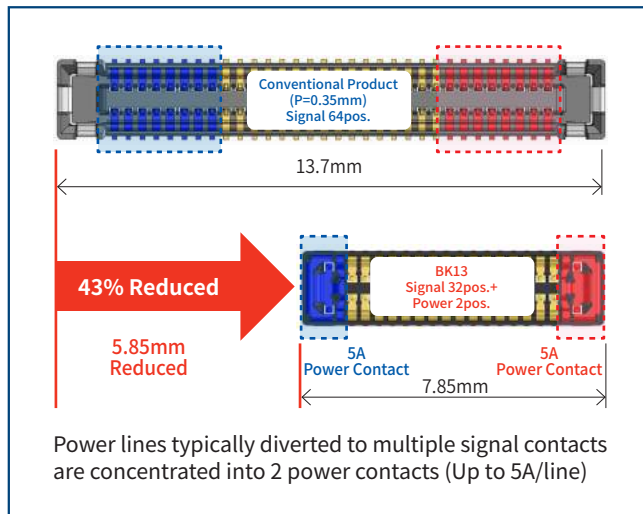 Conventional Product
(P=0.35mm)
Signal 64pos.
13.7mm
43% Reduced
BK13
Signal 32pos.+
Power 2pos.
5.85mm
Reduced
5A
Power Contact
5A
Power Contact
7.85mm
Power lines typically diverted to multiple signal contacts
are concentrated into 2 power contacts (Up to 5A/line)